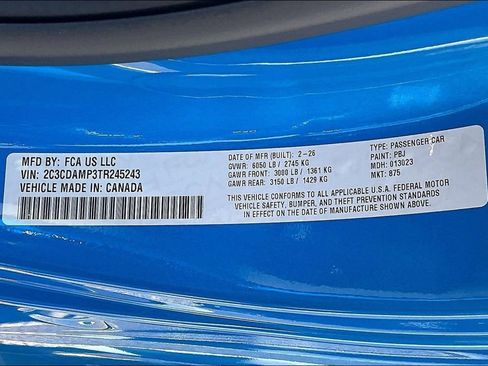 MFD BY: FCA US LLC
VIN: 2C3CDAMP3TR245243
VEHICLE MADE IN: CANADA
DATE OF MFR (BUILT): 2-26
GVWR: 6050 LB / 2745 KG
GAWR FRONT: 3000 LB / 1361 KG
GAWR REAR: 3150 LB / 1429 KG
TYPE: PASSENGER CAR
PAINT: PBJ
MDH: 013023
MKT: 875
THIS VEHICLE CONFORMS TO ALL APPLICABLE U.S.A. FEDERAL MOTOR
VEHICLE SAFETY, BUMPER, AND THEFT PREVENTION STANDARDS
IN EFFECT ON THE DATE OF MANUFACTURE SHOWN ABOVE.